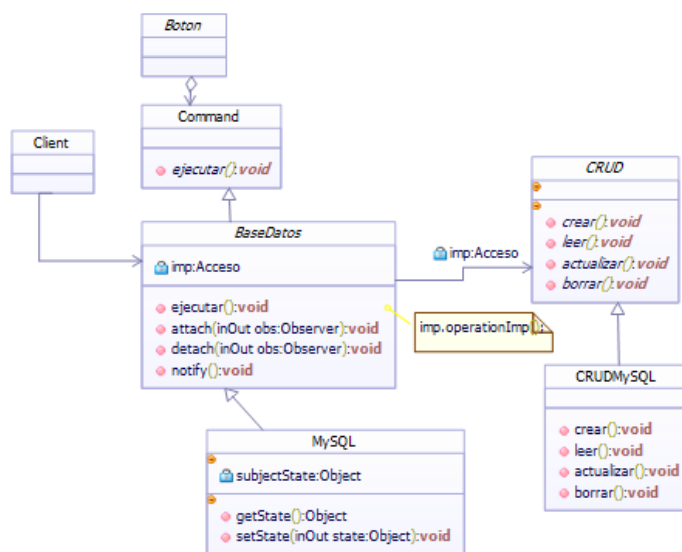 Boton
Command
ejecutar():void
Client
BaseDatos
imp:Acceso
ejecutar():void
attach(inOut obs:Observer):void
detach(inOut obs:Observer):void
notify():void
imp:Acceso
imp.operationImp();
CRUD
crear():void
leer():void
actualizar():void
borrar():void
CRUDMySQL
crear():void
leer():void
actualizar():void
borrar():void
MySQL
subjectState:Object
getState():Object
setState(inOut state:Object):void